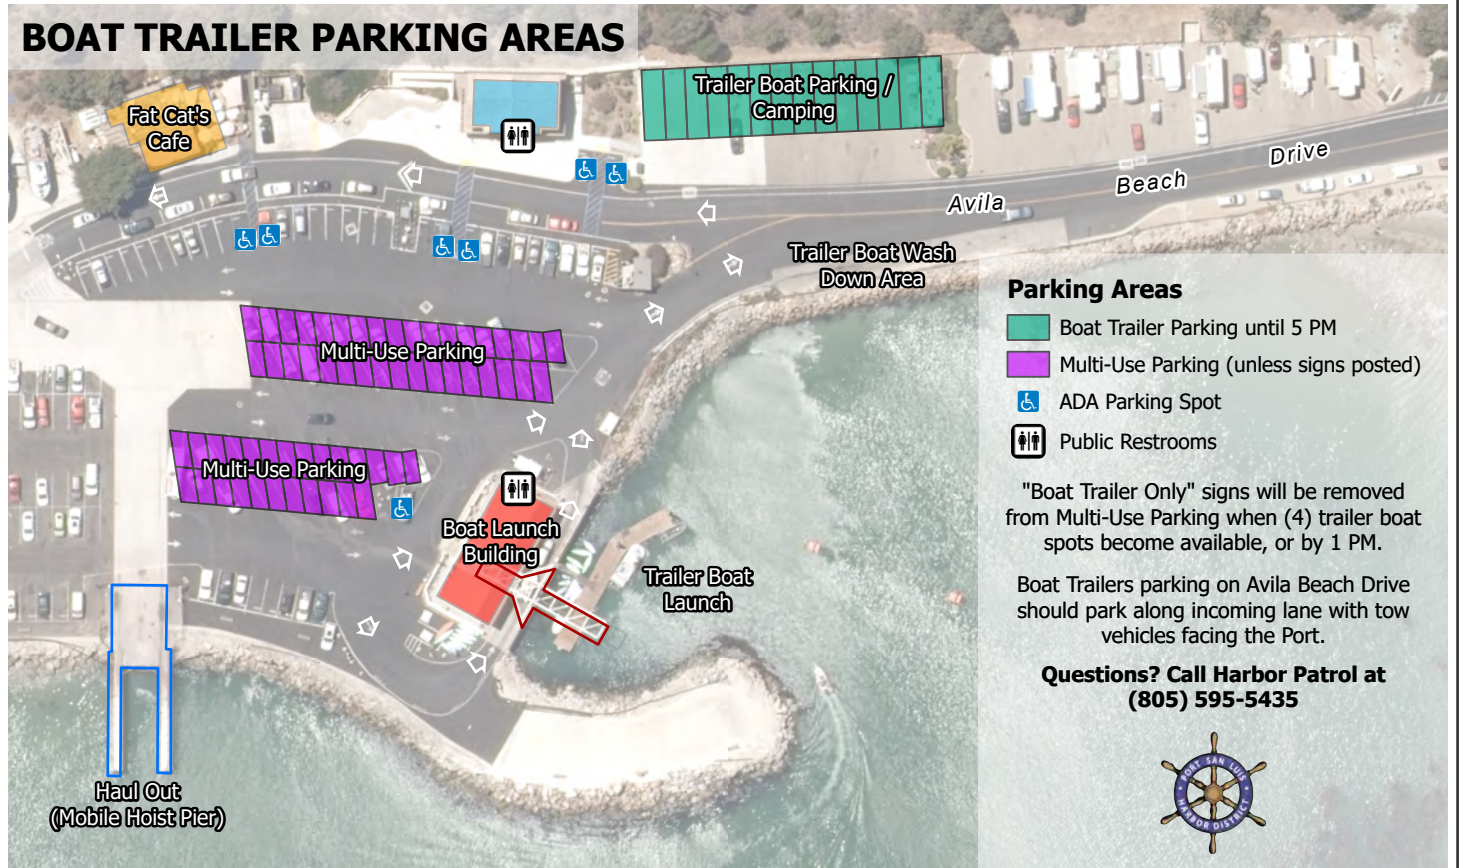 BOAT TRAILER PARKING AREAS
Fat Cat's
Cafe
Trailer Boat Parking /
Camping
Avila Beach Drive
Trailer Boat Wash
Down Area
Multi-Use Parking
Multi-Use Parking
Boat Launch
Building
Trailer Boat
Launch
Haul Out
(Mobile Hoist Pier)
Parking Areas
Boat Trailer Parking until 5 PM
Multi-Use Parking (unless signs posted)
ADA Parking Spot
Public Restrooms
"Boat Trailer Only" signs will be removed
from Multi-Use Parking when (4) trailer boat
spots become available, or by 1 PM.
Boat Trailers parking on Avila Beach Drive
should park along incoming lane with tow
vehicles facing the Port.
Questions? Call Harbor Patrol at
(805) 595-5435
PORT SAN LUIS
HARBOR DISTRICT